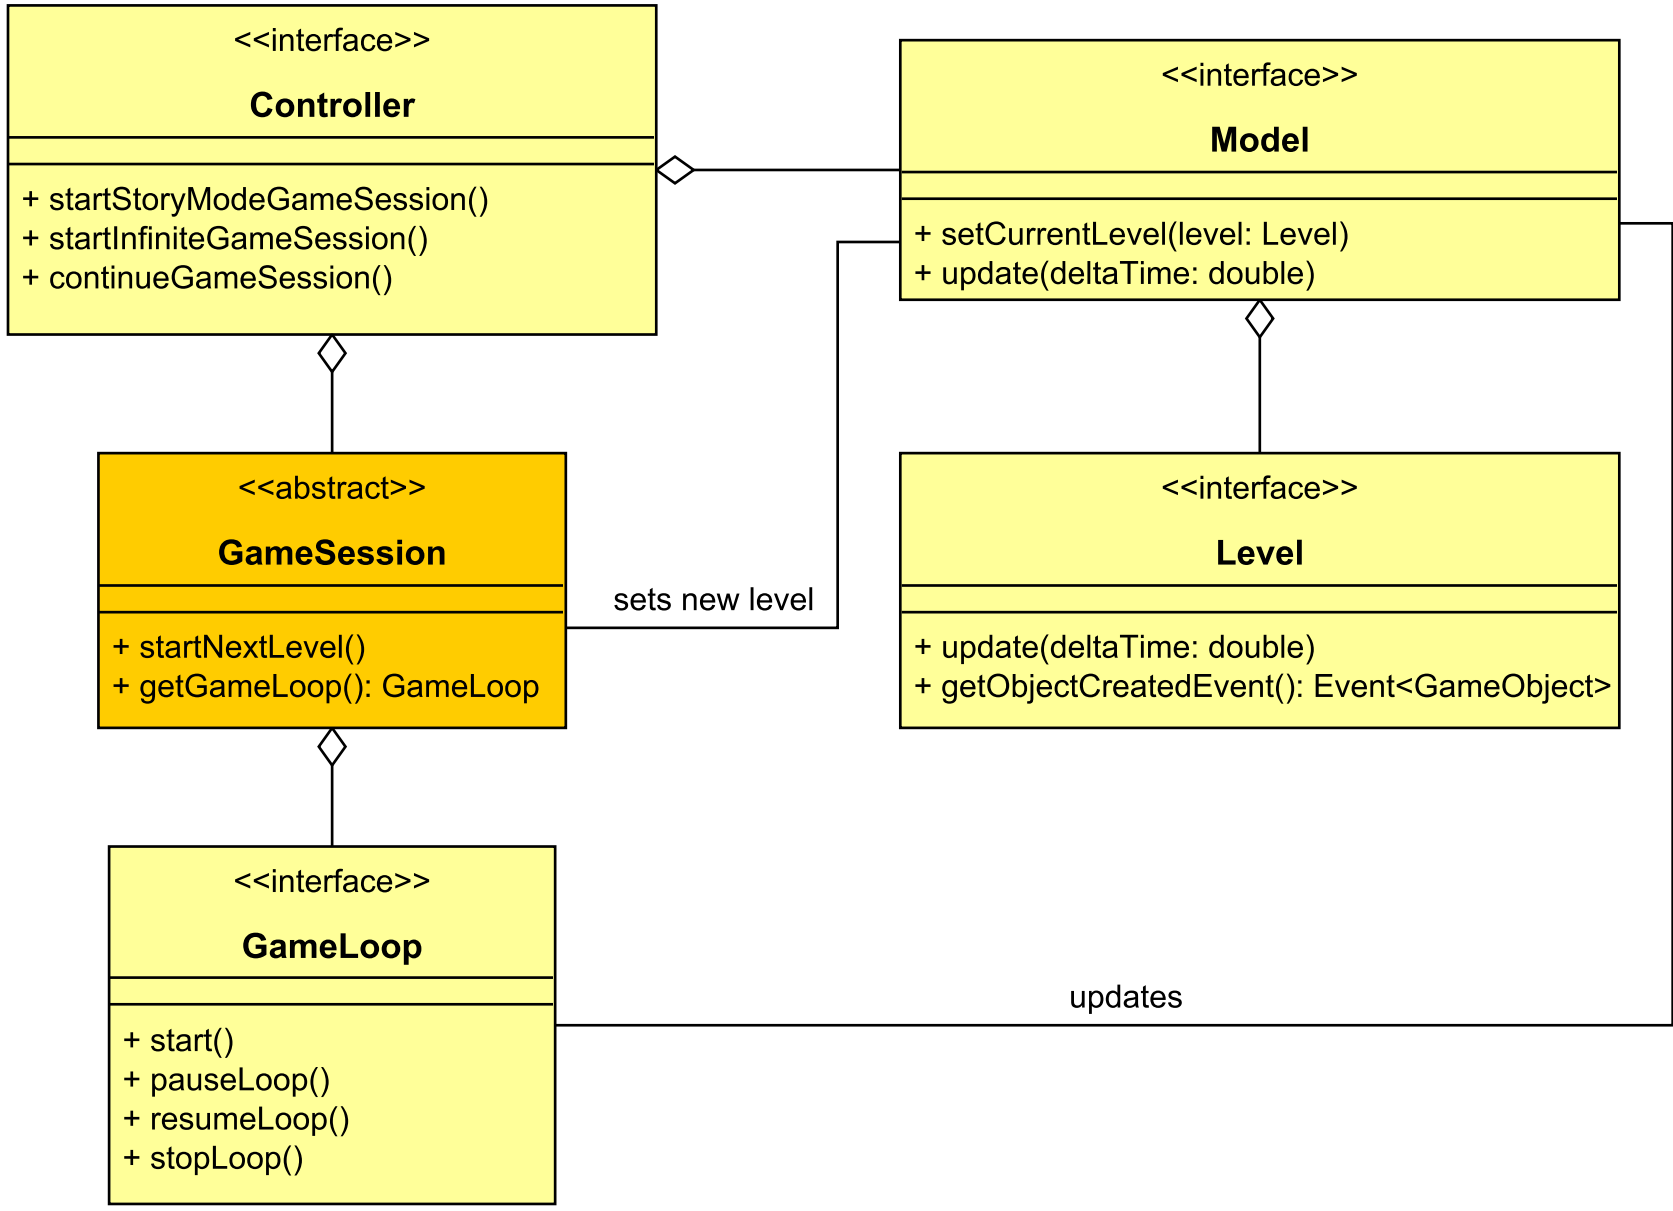 <<interface>>
Controller
+ startStoryModeGameSession()
+ startInfiniteGameSession()
+ continueGameSession()
<<interface>>
Model
+ setCurrentLevel(level: Level)
+ update(deltaTime: double)
<<abstract>>
GameSession
+ startNextLevel()
+ getGameLoop(): GameLoop
sets new level
<<interface>>
Level
+ update(deltaTime: double)
+ getObjectCreatedEvent(): Event<GameObject>
<<interface>>
GameLoop
+ start()
+ pauseLoop()
+ resumeLoop()
+ stopLoop()
updates